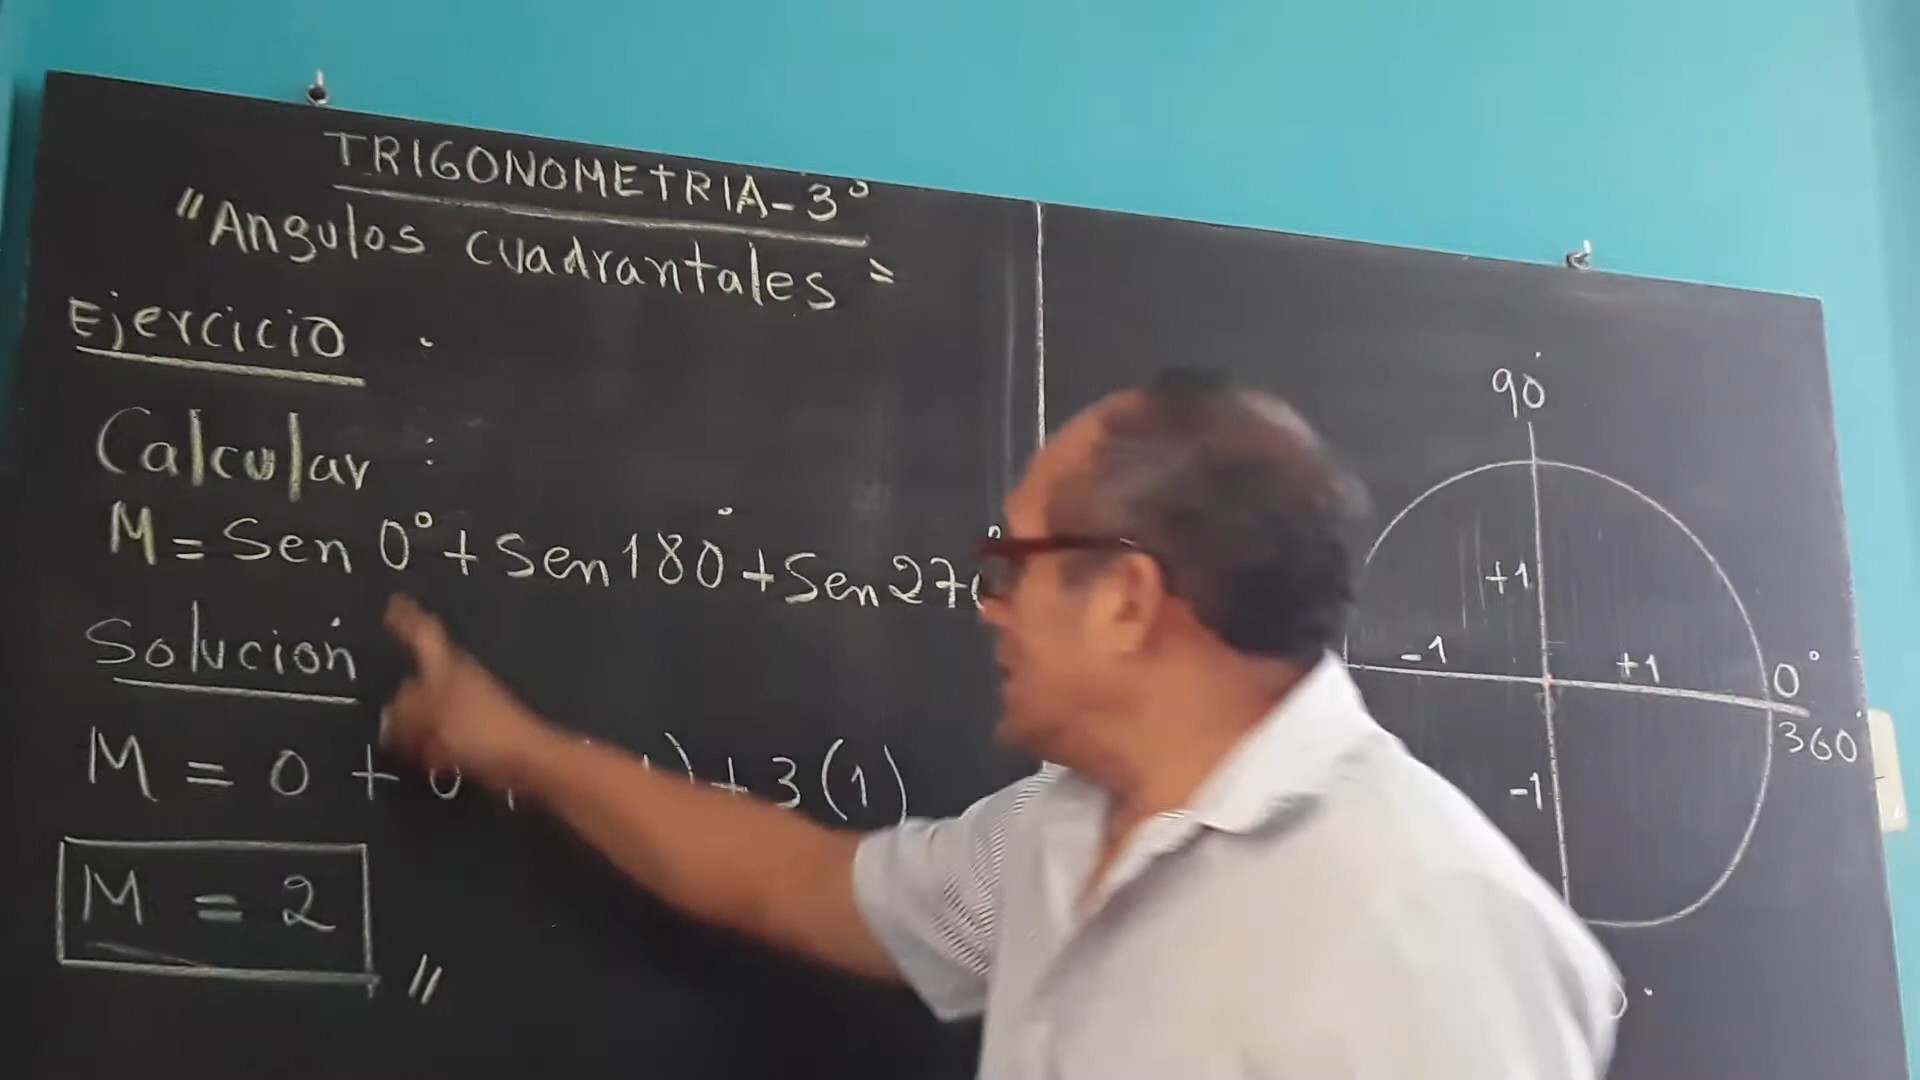 TRIGONOMETRIA-3°
"Angulos cuadrantales"
Ejercicio :
Calcular :
M = Sen 0° + Sen 180° + Sen 27
Solución
M = 0 + 0 1) + 3(1)
M = 2 //
90°
+1
-1 +1 0°
360°
-1